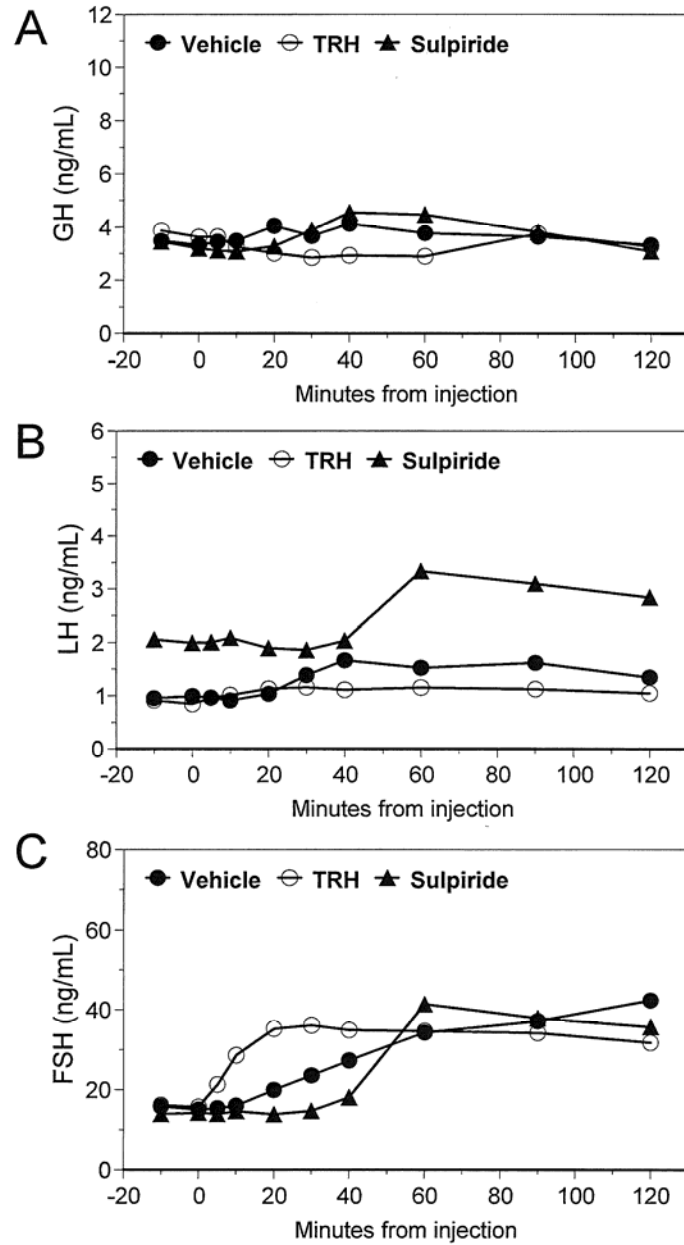 A
Vehicle TRH Sulpiride
GH (ng/mL)
12
10
8
6
4
2
0
-20 0 20 40 60 80 100 120
Minutes from injection
B
Vehicle TRH Sulpiride
LH (ng/mL)
6
5
4
3
2
1
0
-20 0 20 40 60 80 100 120
Minutes from injection
C
Vehicle TRH Sulpiride
FSH (ng/mL)
80
60
40
20
0
-20 0 20 40 60 80 100 120
Minutes from injection